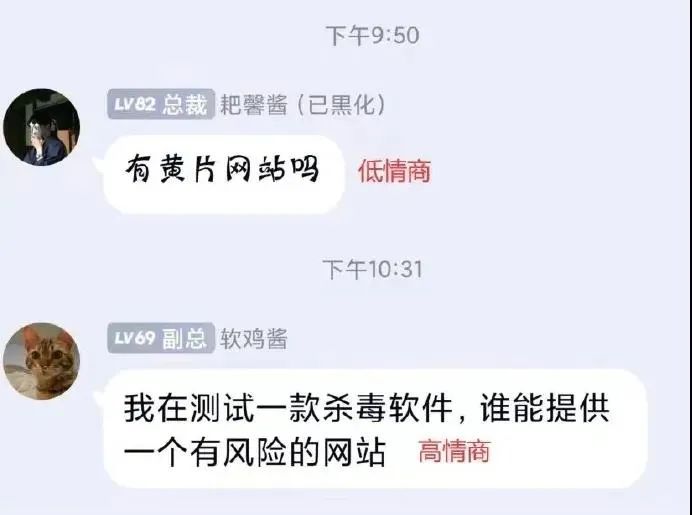 下午9:50
LV82 总裁 耙馨酱（已黑化）
有黄片网站吗 低情商
下午10:31
LV69 副总 软鸡酱
我在测试一款杀毒软件，谁能提供
一个有风险的网站 高情商